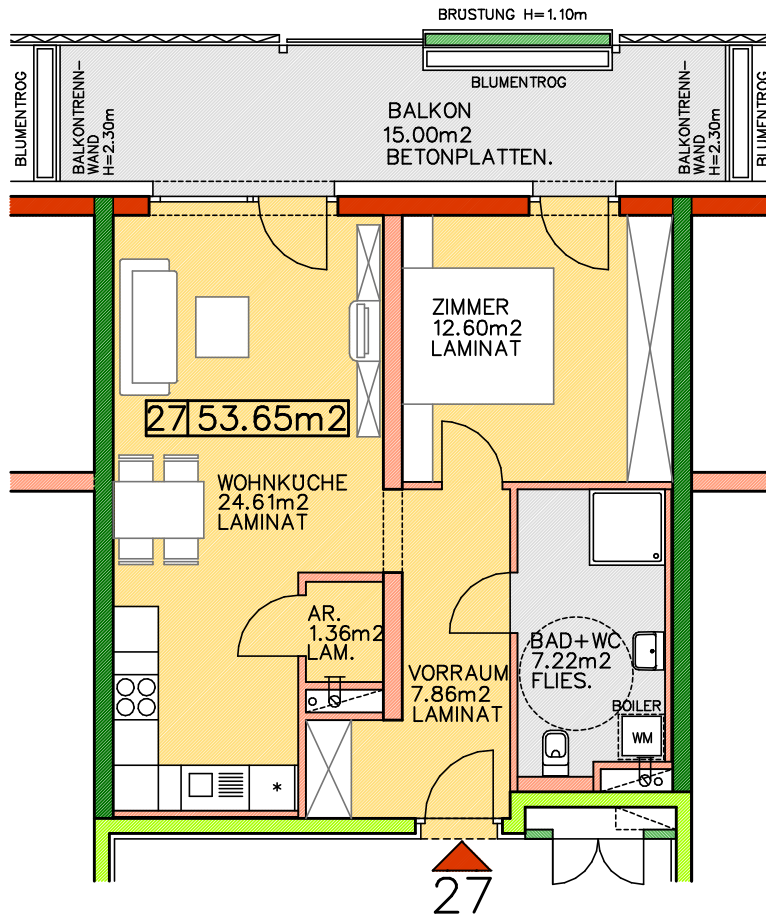 BRÜSTUNG H=1.10m
BLUMENTROG
BLUMENTROG
BALKONTRENN-
WAND
H=2.30m
BALKON
15.00m2
BETONPLATTEN.
BALKONTRENN-
WAND
H=2.30m
BLUMENTROG
ZIMMER
12.60m2
LAMINAT
27 53.65m2
WOHNKÜCHE
24.61m2
LAMINAT
AR.
1.36m2
LAM.
BAD+WC
7.22m2
FLIES.
VORRAUM
7.86m2
LAMINAT
BOILER
WM
*
27